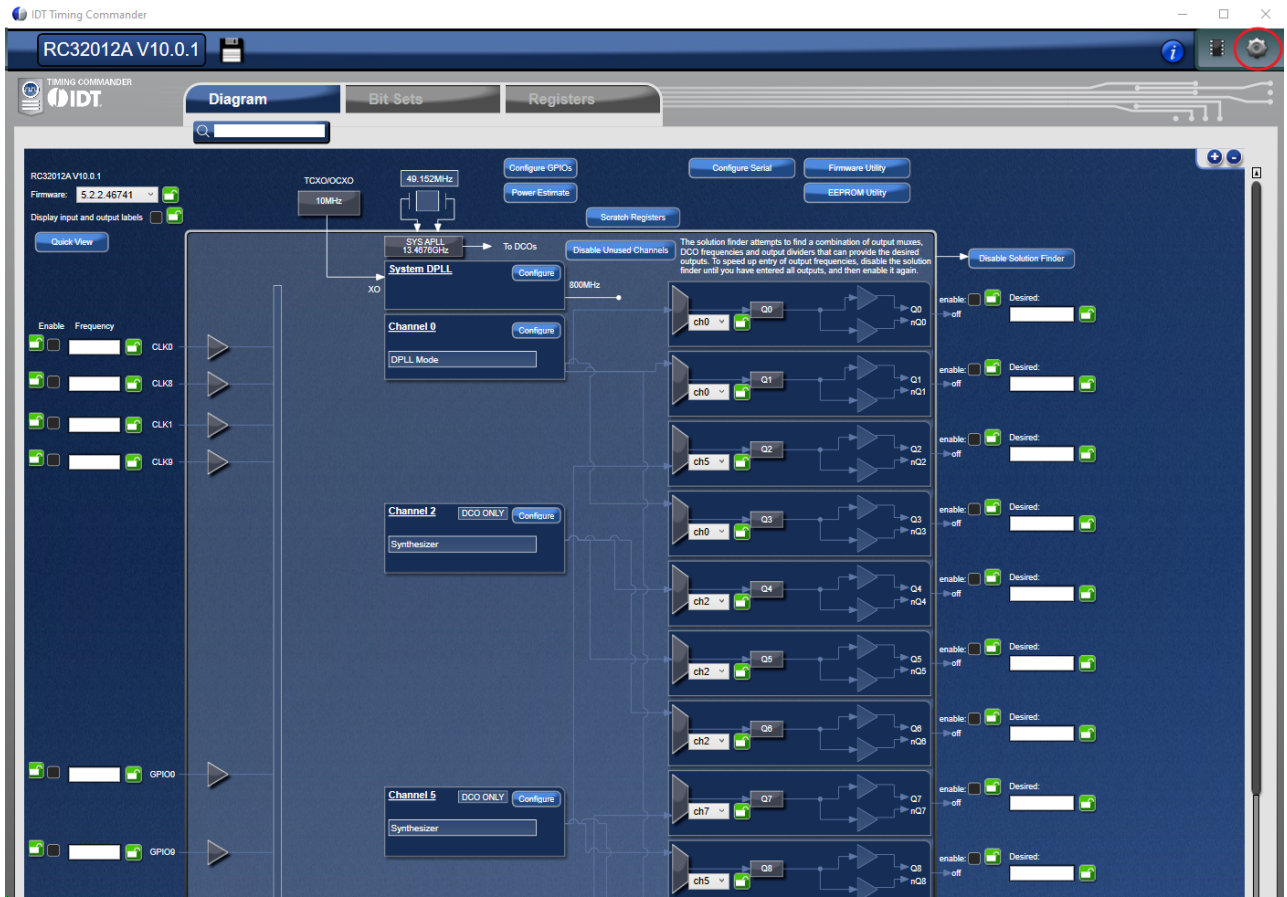 IDT Timing Commander
RC32012A V10.0.1
i
TIMING COMMANDER
IDT.
Diagram
Bit Sets
Registers
RC32012A V10.0.1
Firmware: 5.2.2.46741
Display input and output labels
Quick View
TCXO/OCXO
10MHz
49.152MHz
Configure GPIOs
Power Estimate
Configure Serial
Firmware Utility
EEPROM Utility
Scratch Registers
SYS APLL
13.4676GHz
To DCOs
Disable Unused Channels
The solution finder attempts to find a combination of output muxes,
DCO frequencies and output dividers that can provide the desired
outputs. To speed up entry of output frequencies, disable the solution
finder until you have entered all outputs, and then enable it again.
Disable Solution Finder
XO
System DPLL
Configure
800MHz
Channel 0
Configure
DPLL Mode
Channel 2
DCO ONLY
Configure
Synthesizer
Channel 5
DCO ONLY
Configure
Synthesizer
Enable Frequency
CLK0
CLK8
CLK1
CLK9
GPIO0
GPIO9
ch0
Q0
Q0
nQ0
enable:
off
Desired:
ch0
Q1
Q1
nQ1
enable:
off
Desired:
ch5
Q2
Q2
nQ2
enable:
off
Desired:
ch0
Q3
Q3
nQ3
enable:
off
Desired:
ch2
Q4
Q4
nQ4
enable:
off
Desired:
ch2
Q5
Q5
nQ5
enable:
off
Desired:
ch2
Q6
Q6
nQ6
enable:
off
Desired:
ch7
Q7
Q7
nQ7
enable:
off
Desired:
ch5
Q8
Q8
nQ8
enable:
off
Desired: